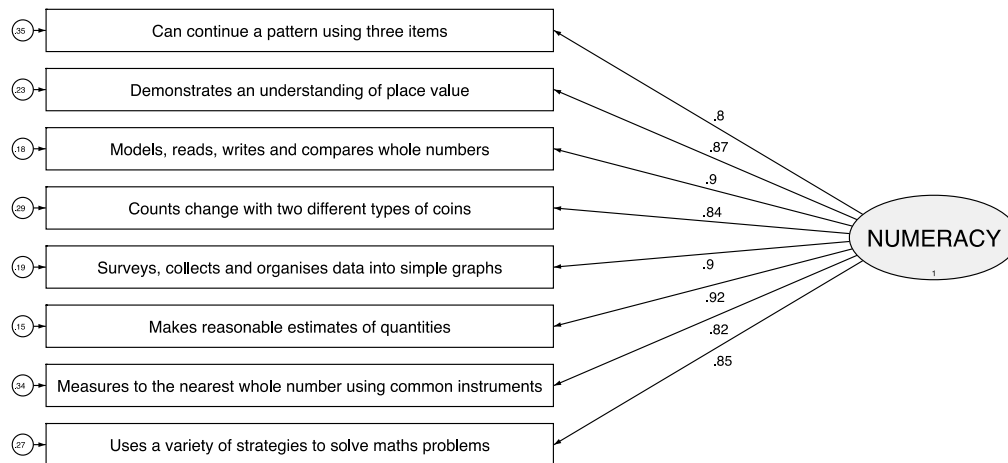 .35 Can continue a pattern using three items
.23 Demonstrates an understanding of place value
.8
.87
.18 Models, reads, writes and compares whole numbers
.9
.29 Counts change with two different types of coins
.84
NUMERACY
1
.19 Surveys, collects and organises data into simple graphs
.9
.92
.15 Makes reasonable estimates of quantities
.82
.85
.34 Measures to the nearest whole number using common instruments
.27 Uses a variety of strategies to solve maths problems